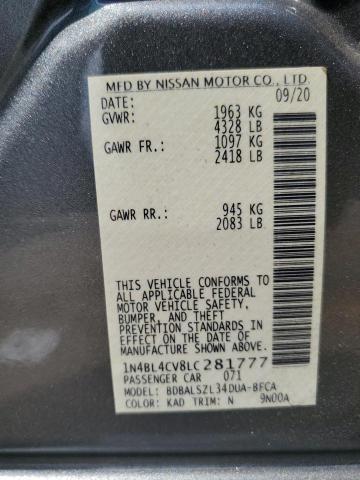 MFD BY NISSAN MOTOR CO., LTD.
DATE: 09/20
GVWR: 1963 KG
4328 LB
GAWR FR.: 1097 KG
2418 LB
GAWR RR.: 945 KG
2083 LB
THIS VEHICLE CONFORMS TO
ALL APPLICABLE FEDERAL
MOTOR VEHICLE SAFETY,
BUMPER, AND THEFT
PREVENTION STANDARDS IN
EFFECT ON THE DATE OF
MANUFACTURE SHOWN ABOVE.
1N4BL4CV8LC281777
PASSENGER CAR 071
MODEL: BDBALSZL34DUA-BFCA
COLOR: KAD TRIM: N 9N00A